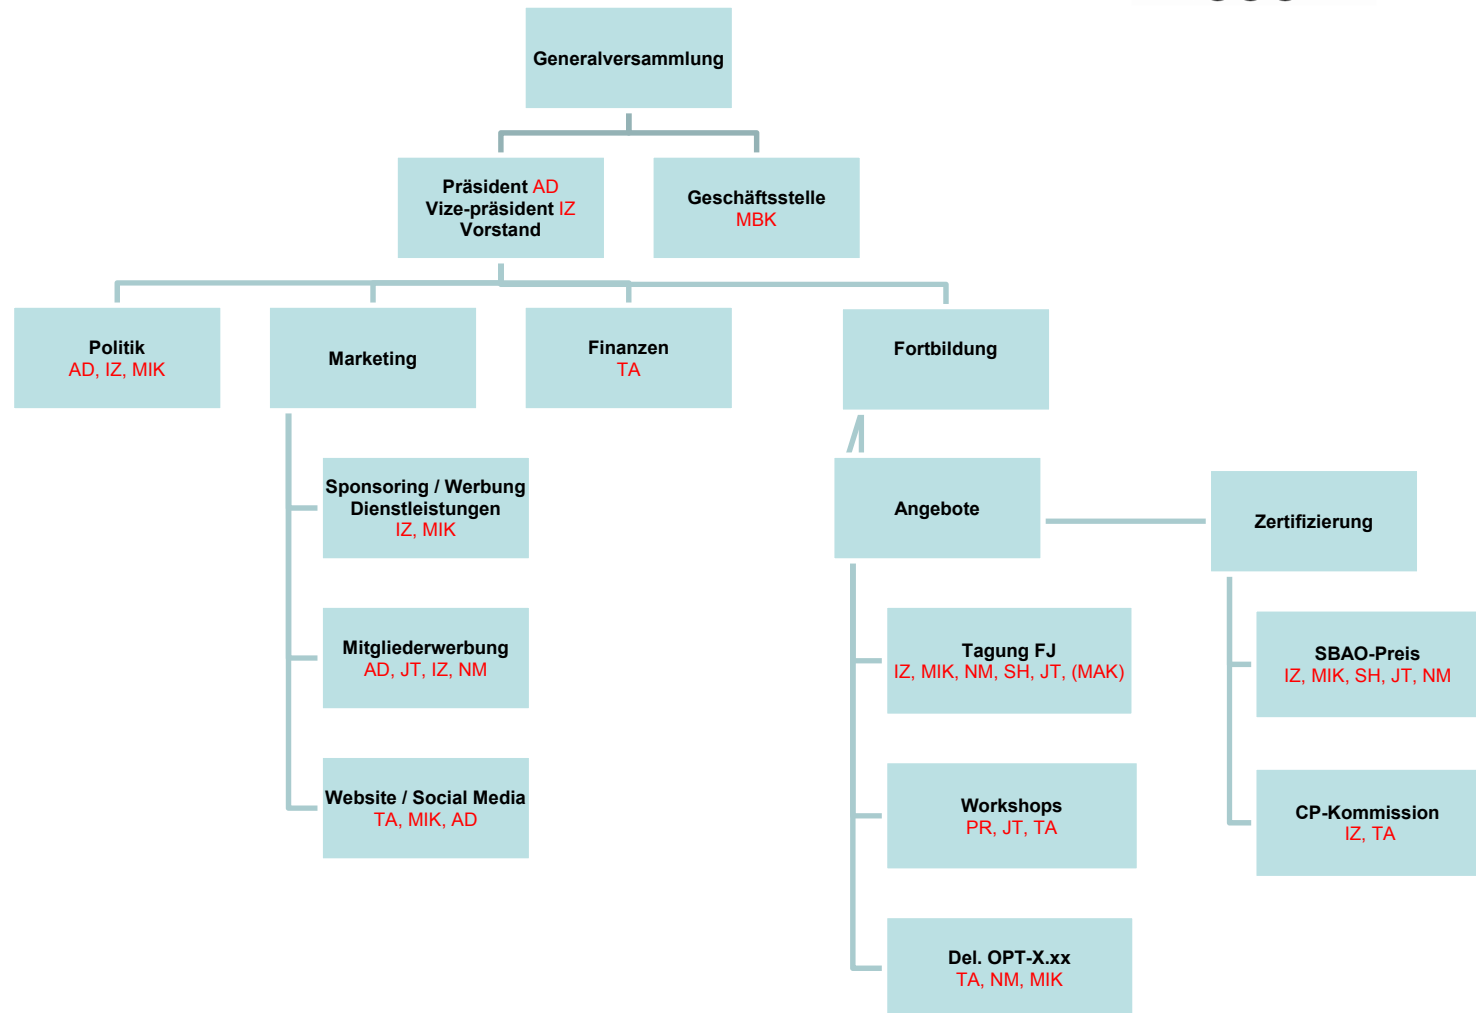 Generalversammlung
Präsident AD
Vize-präsident IZ
Vorstand
Geschäftsstelle
MBK
Politik
AD, IZ, MIK
Marketing
Finanzen
TA
Fortbildung
Sponsoring / Werbung
Dienstleistungen
IZ, MIK
Mitgliederwerbung
AD, JT, IZ, NM
Website / Social Media
TA, MIK, AD
Angebote
Zertifizierung
Tagung FJ
IZ, MIK, NM, SH, JT, (MAK)
Workshops
PR, JT, TA
Del. OPT-X.xx
TA, NM, MIK
SBAO-Preis
IZ, MIK, SH, JT, NM
CP-Kommission
IZ, TA